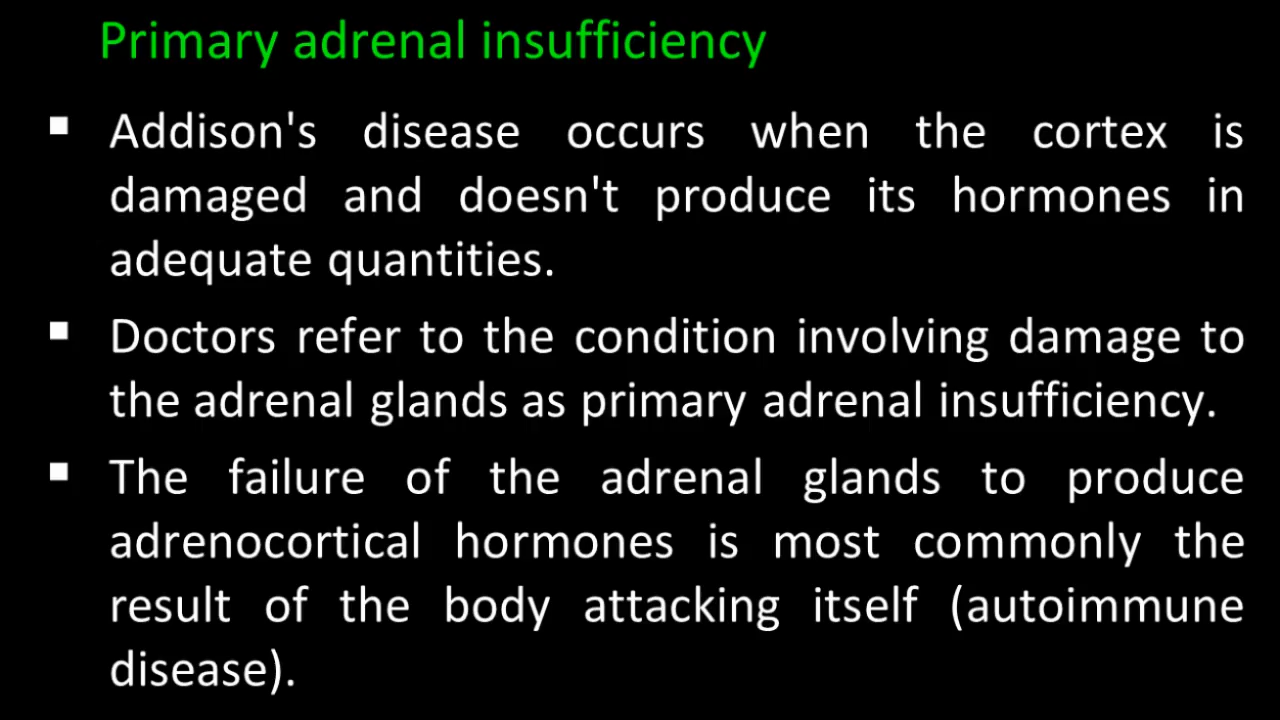 Primary adrenal insufficiency
▪ Addison's disease occurs when the cortex is
damaged and doesn't produce its hormones in
adequate quantities.
▪ Doctors refer to the condition involving damage to
the adrenal glands as primary adrenal insufficiency.
▪ The failure of the adrenal glands to produce
adrenocortical hormones is most commonly the
result of the body attacking itself (autoimmune
disease).